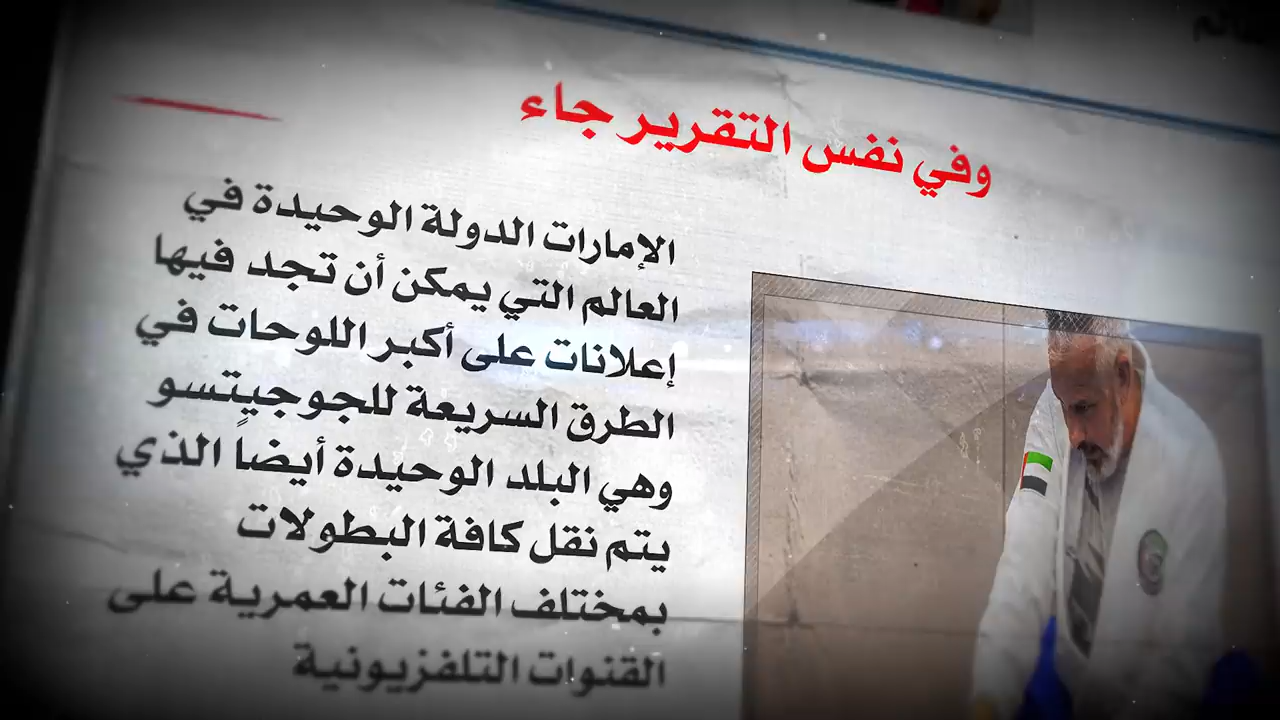 وفي نفس التقرير جاء
الإمارات الدولة الوحيدة في
العالم التي يمكن أن تجد فيها
إعلانات على أكبر اللوحات في
الطرق السريعة للجوجيتسو
وهي البلد الوحيدة أيضاً الذي
يتم نقل كافة البطولات
بمختلف الفئات العمرية على
القنوات التلفزيونية